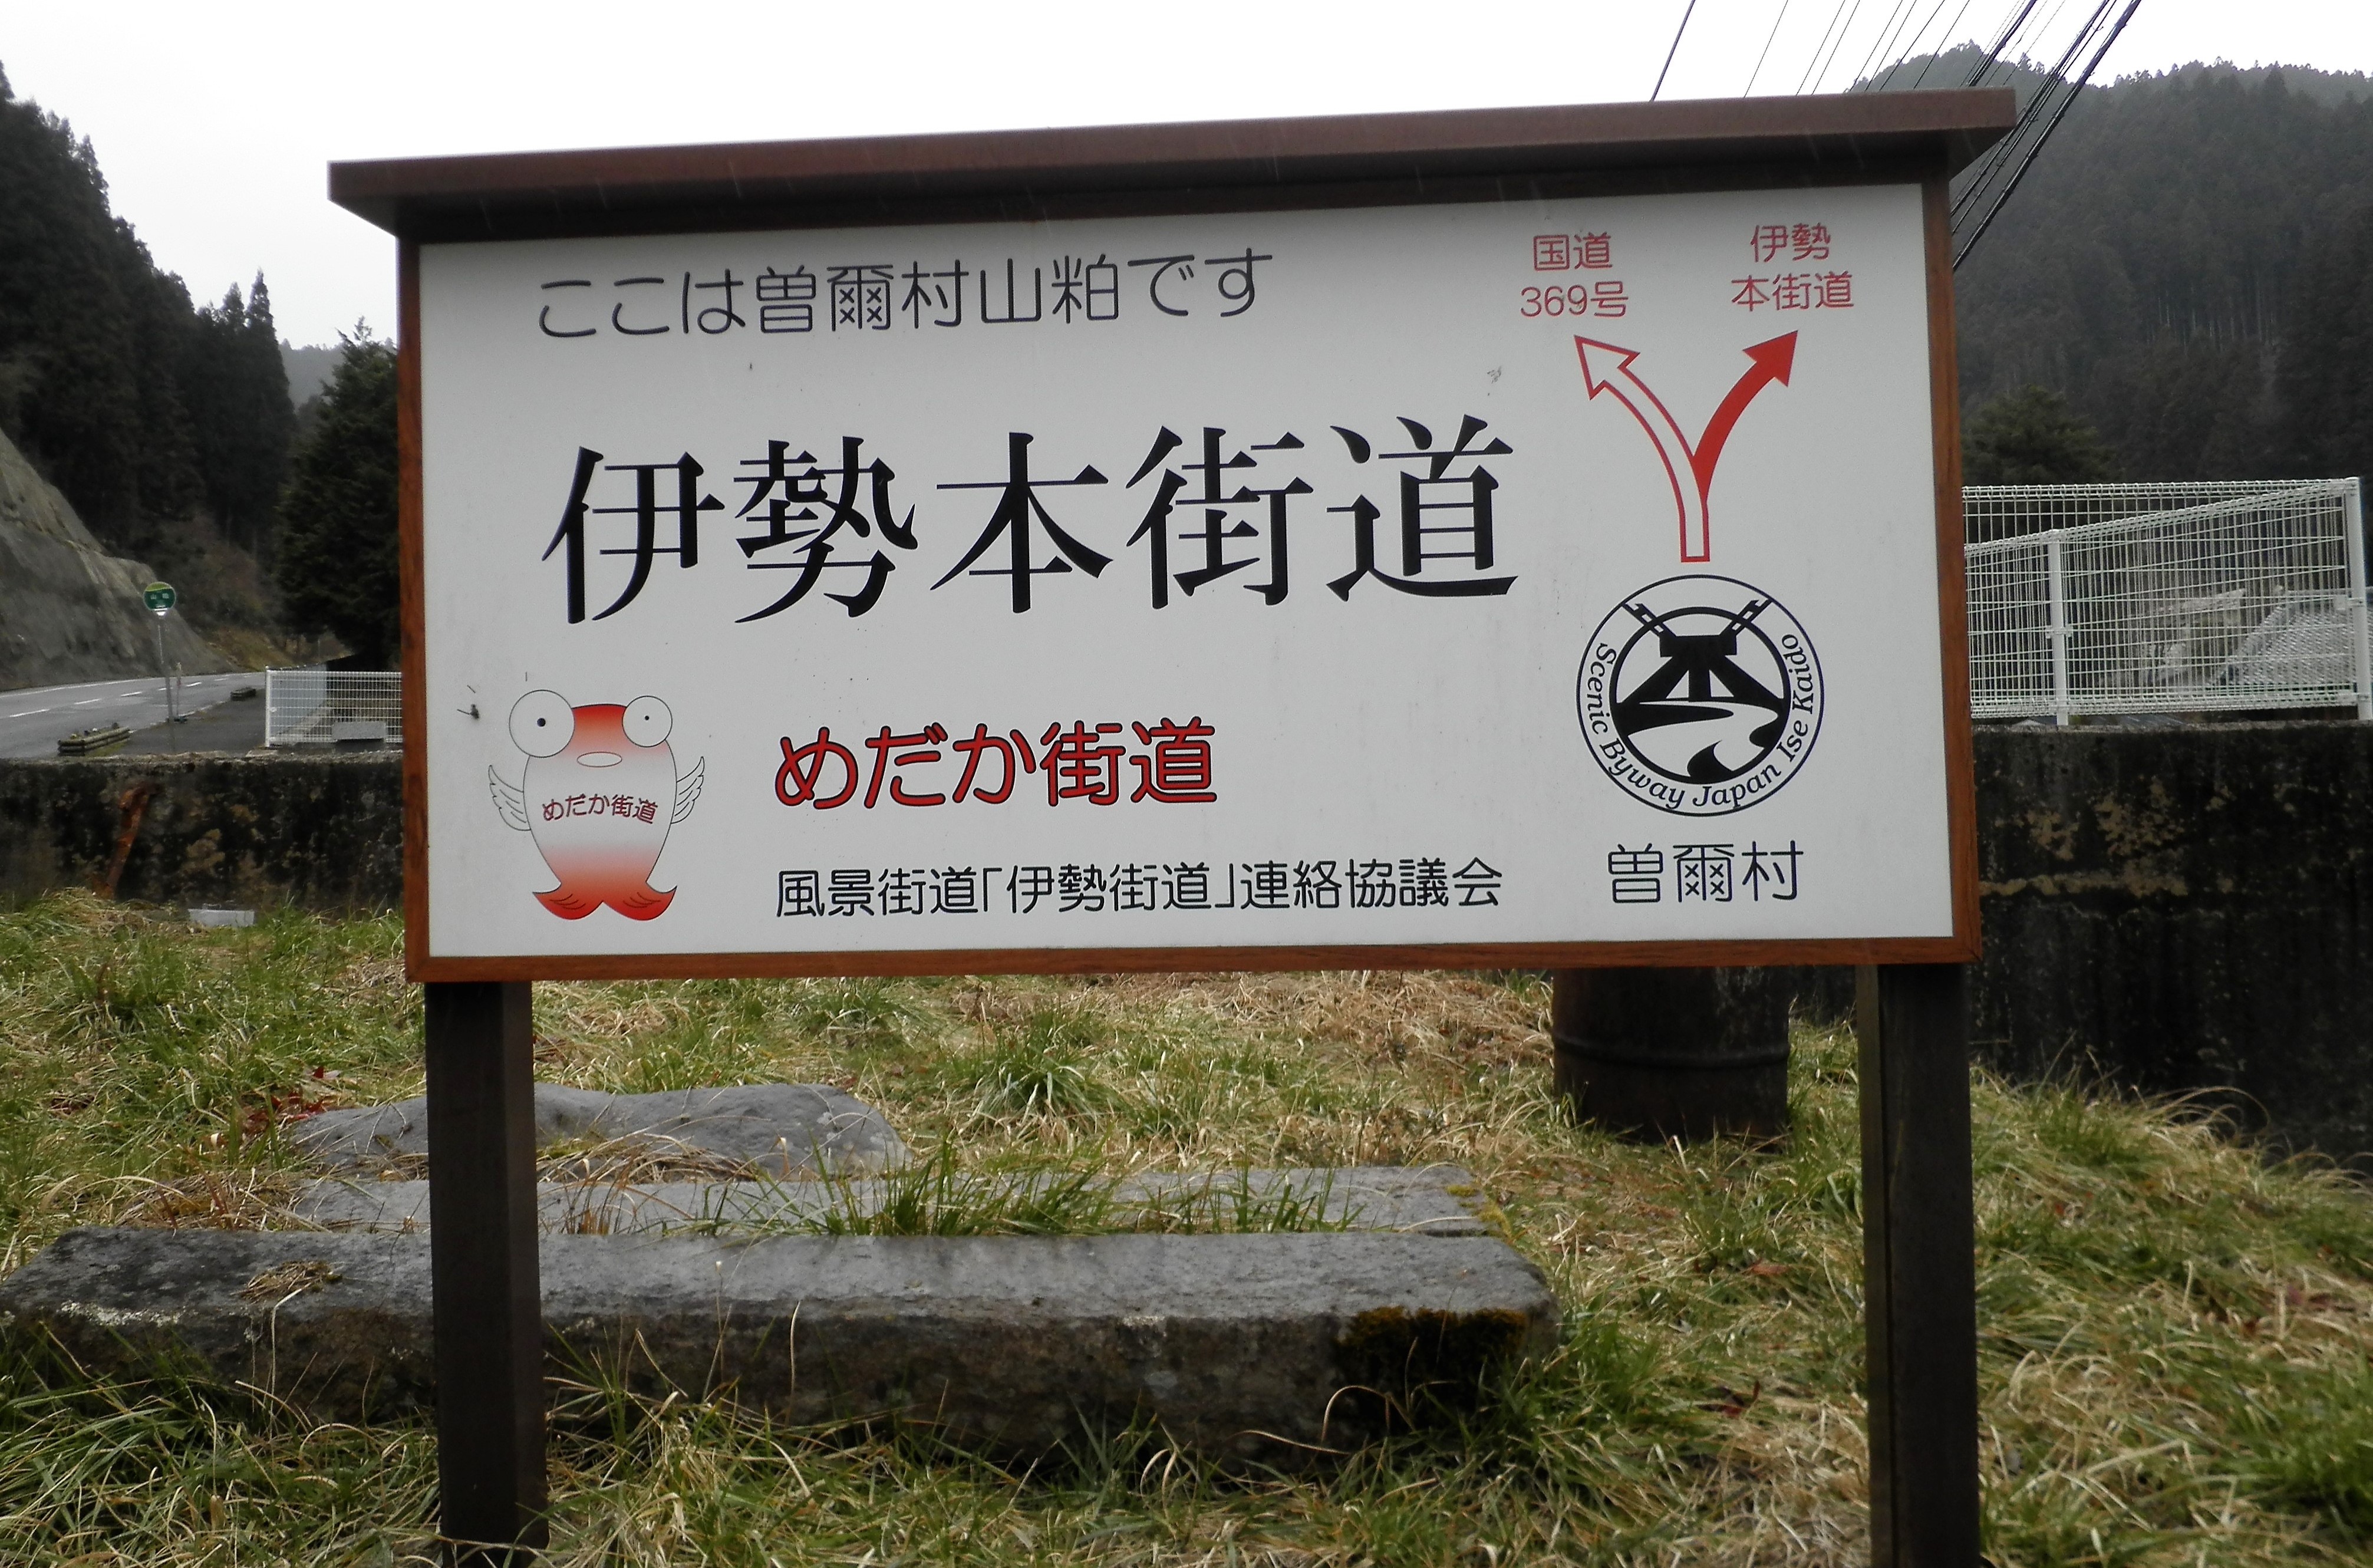 ここは曽爾村山粕です
国道
369号
伊勢
本街道
伊勢本街道
めだか街道
めだか街道
風景街道「伊勢街道」連絡協議会
Scenic Byway Japan Ise Kaido
曽爾村